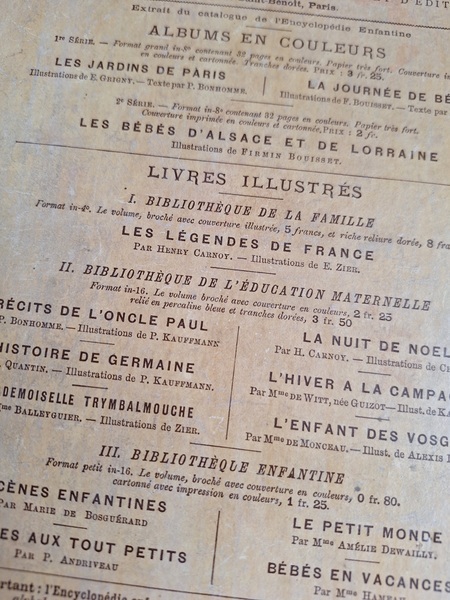 Saint-Benoît, Paris.
Extrait du catalogue de l'Encyclopédie Enfantine
ALBUMS EN COULEURS
1re SÉRIE. — Format grand in-8° contenant 32 pages en couleurs. Papier très fort. Couverture
en couleurs et cartonnée. Tranches dorées. PRIX : 3 fr. 25.
LES JARDINS DE PARIS
Illustrations de E. GRIGNY. — Texte par P. BONHOMME.
LA JOURNÉE DE
Illustrations de F. BOUISSET. — Texte par
2e SÉRIE. — Format in-8° contenant 32 pages en couleurs. Papier très fort.
Couverture imprimée en couleurs et cartonnée. PRIX : 2 fr.
LES BÉBÉS D'ALSACE ET DE LORRAINE
Illustrations de FIRMIN BOUISSET.
LIVRES ILLUSTRÉS
I. BIBLIOTHÈQUE DE LA FAMILLE
Format in-4°. Le volume, broché avec couverture illustrée, 5 francs, et riche reliure dorée, 8
LES LÉGENDES DE FRANCE
PAR HENRY CARNOY. — Illustrations de E. ZIER.
II. BIBLIOTHÈQUE DE L'ÉDUCATION MATERNELLE
Format in-16. Le volume broché avec couverture en couleurs, 2 fr. 25
relié en percaline bleue et tranches dorées, 3 fr. 50
RÉCITS DE L'ONCLE PAUL
P. BONHOMME. — Illustrations de P. KAUFFMANN
HISTOIRE DE GERMAINE
QUANTIN. — Illustrations de P. KAUFFMANN.
DEMOISELLE TRYMBALMOUCHE
BALLEYGUIER. — Illustrations de ZIER.
LA NUIT DE NOEL
Par H. CARNOY. — Illustrations de
L'HIVER A LA
Par Mme DE WITT, née GUIZOT — Illust. de
L'ENFANT DES
Par Mme DE MONCEAU. — Illust. de ALEXIS
III. BIBLIOTHÈQUE ENFANTINE
Format petit in-16. Le volume, broché avec couverture en couleurs, 0 fr. 80.
cartonné avec impression en couleurs, 1 fr. 25.
SCÈNES ENFANTINES
PAR MARIE DE BOSGUÉRARD
AUX TOUT PETITS
PAR P. ANDRIVEAU
LE PETIT MONDE
PAR Mme AMÉLIE DEWAILLY.
BÉBÉS EN VACANCES
PAR Mme
l'Encyclopédie